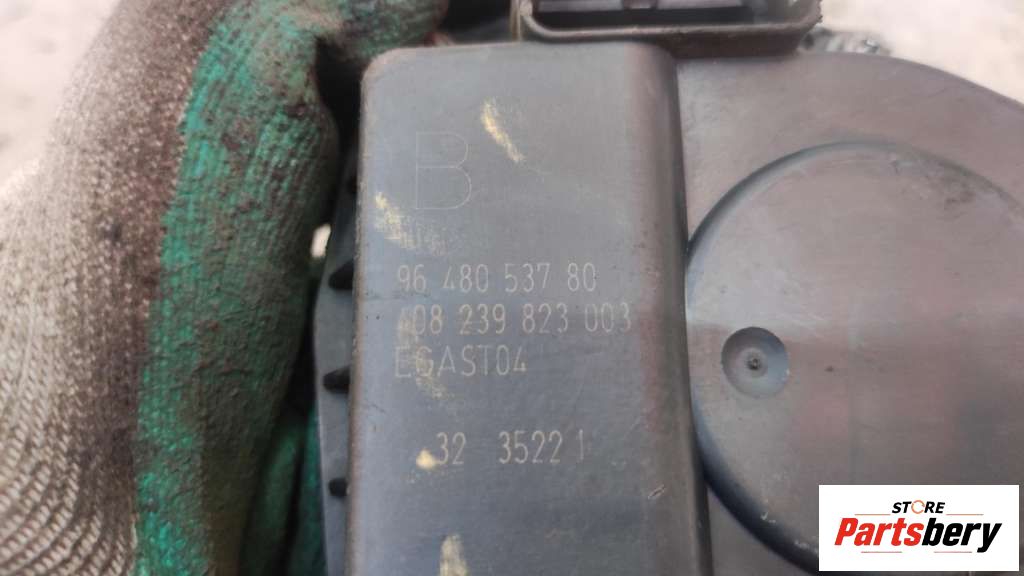 B
96 480 537 80
408 239 823 003
EGAST04
32 3522 1
STORE
Partsbery